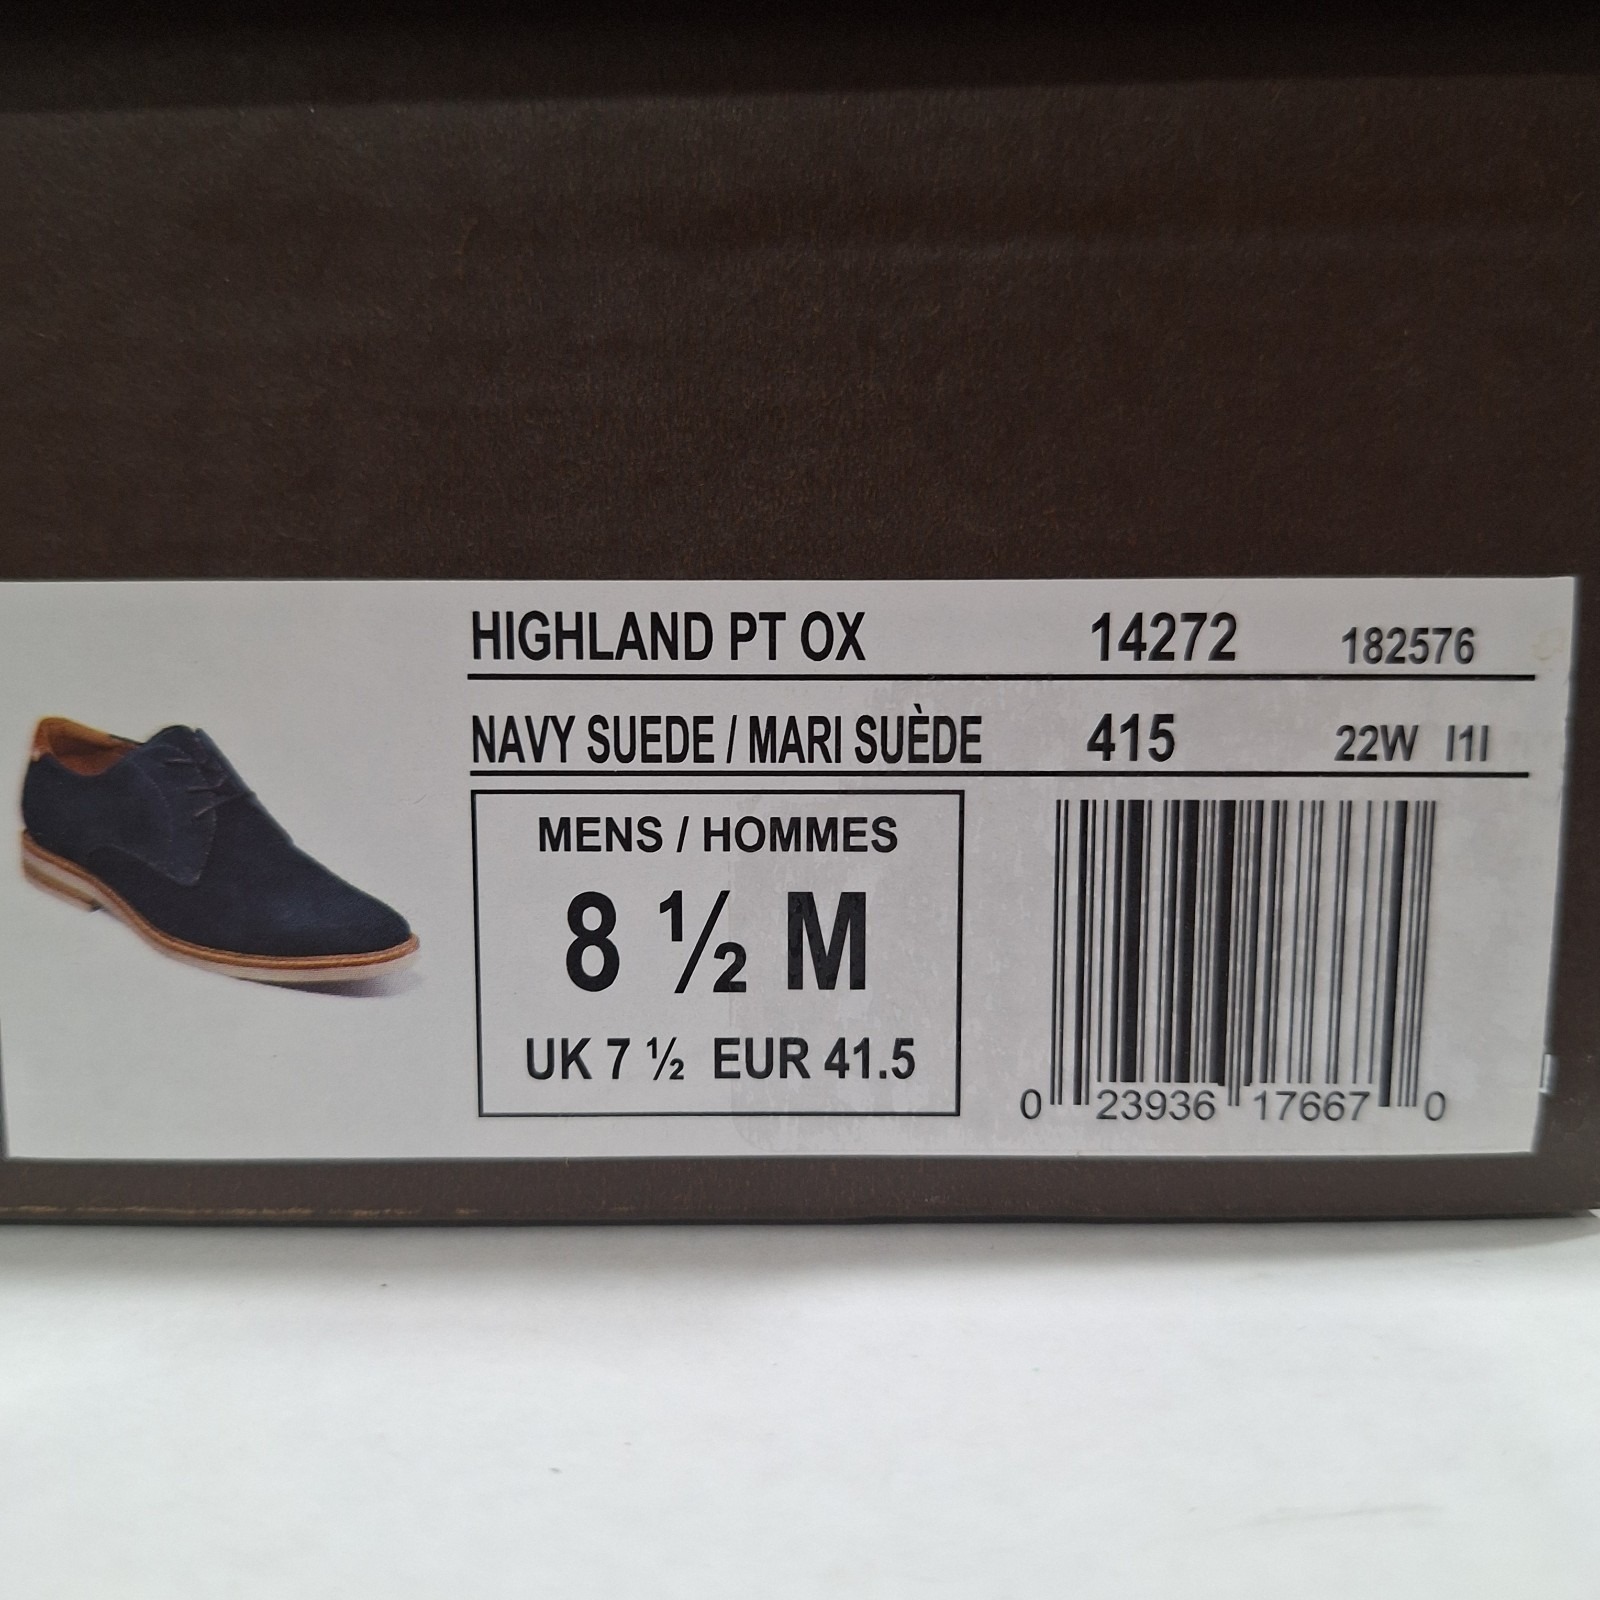 HIGHLAND PT OX 14272 182576
NAVY SUEDE / MARI SUÈDE 415 22W I1I
MENS / HOMMES
8 ½ M
UK 7 ½ EUR 41.5
0 23936 17667 0